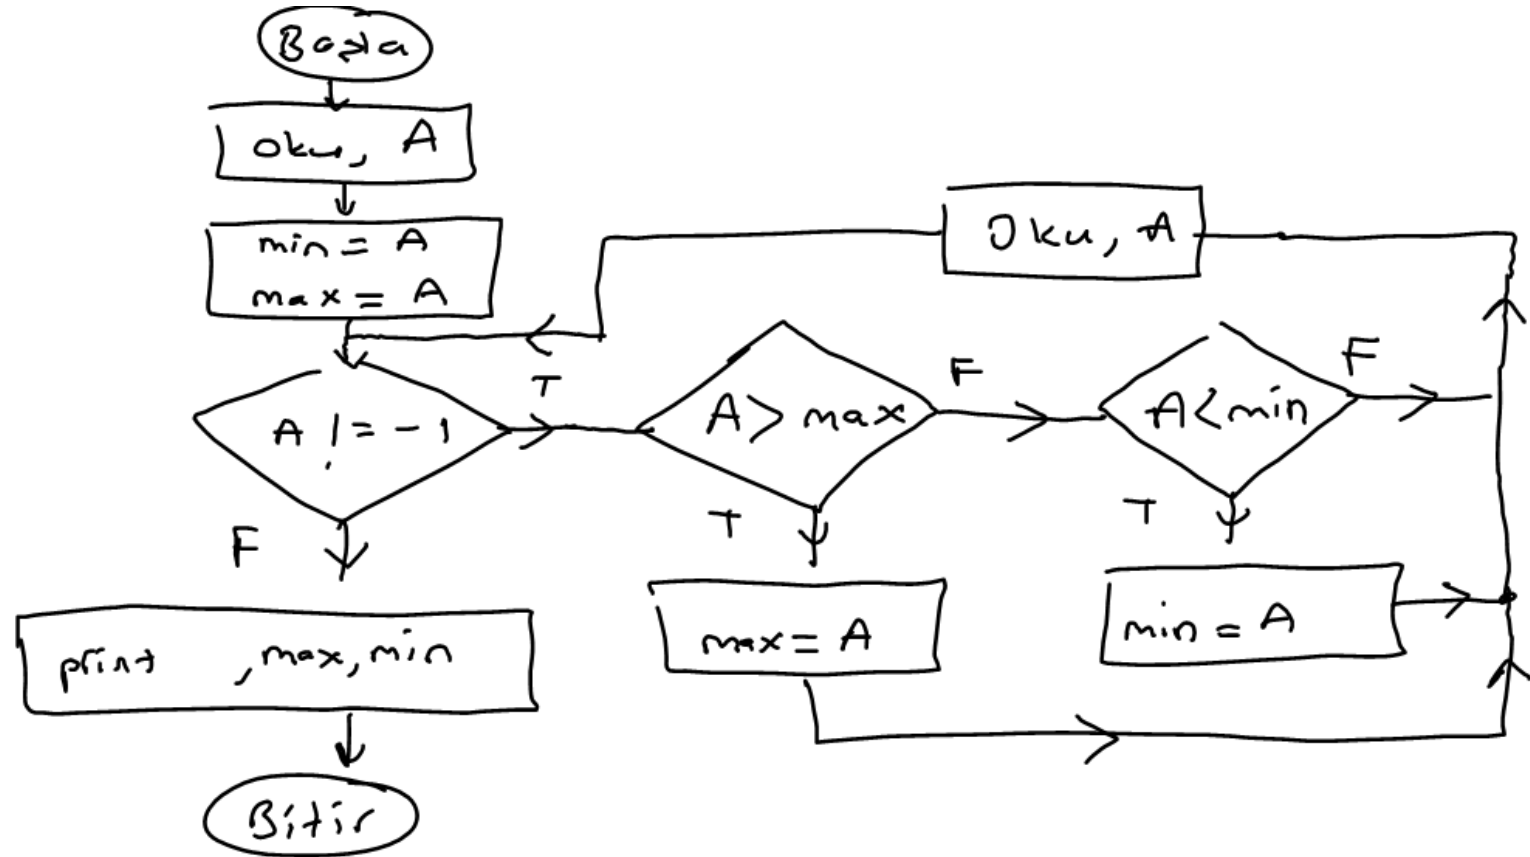 Başla
oku, A
min = A
max = A
Oku, A
A != -1
T
F
A > max
F
T
A < min
F
T
print , max, min
max = A
min = A
Bitir